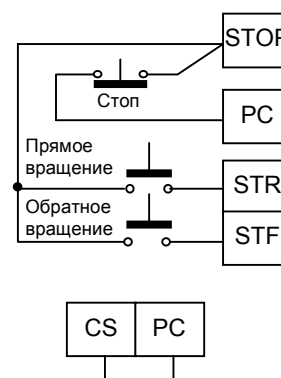 STOP
Стоп
PC
Прямое
вращение
STR
Обратное
вращение
STF
CS PC